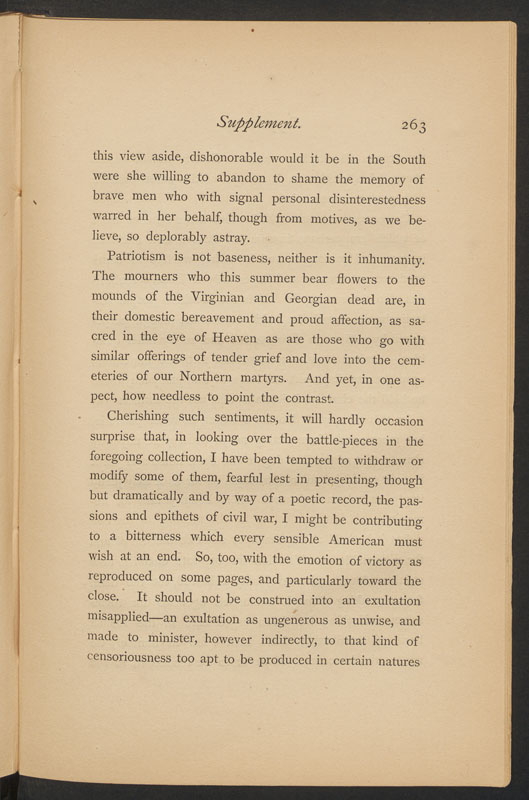 Supplement. 263
this view aside, dishonorable would it be in the South
were she willing to abandon to shame the memory of
brave men who with signal personal disinterestedness
warred in her behalf, though from motives, as we be-
lieve, so deplorably astray.
Patriotism is not baseness, neither is it inhumanity.
The mourners who this summer bear flowers to the
mounds of the Virginian and Georgian dead are, in
their domestic bereavement and proud affection, as sa-
cred in the eye of Heaven as are those who go with
similar offerings of tender grief and love into the cem-
eteries of our Northern martyrs. And yet, in one as-
pect, how needless to point the contrast.
Cherishing such sentiments, it will hardly occasion
surprise that, in looking over the battle-pieces in the
foregoing collection, I have been tempted to withdraw or
modify some of them, fearful lest in presenting, though
but dramatically and by way of a poetic record, the pas-
sions and epithets of civil war, I might be contributing
to a bitterness which every sensible American must
wish at an end. So, too, with the emotion of victory as
reproduced on some pages, and particularly toward the
close. It should not be construed into an exultation
misapplied—an exultation as ungenerous as unwise, and
made to minister, however indirectly, to that kind of
censoriousness too apt to be produced in certain natures